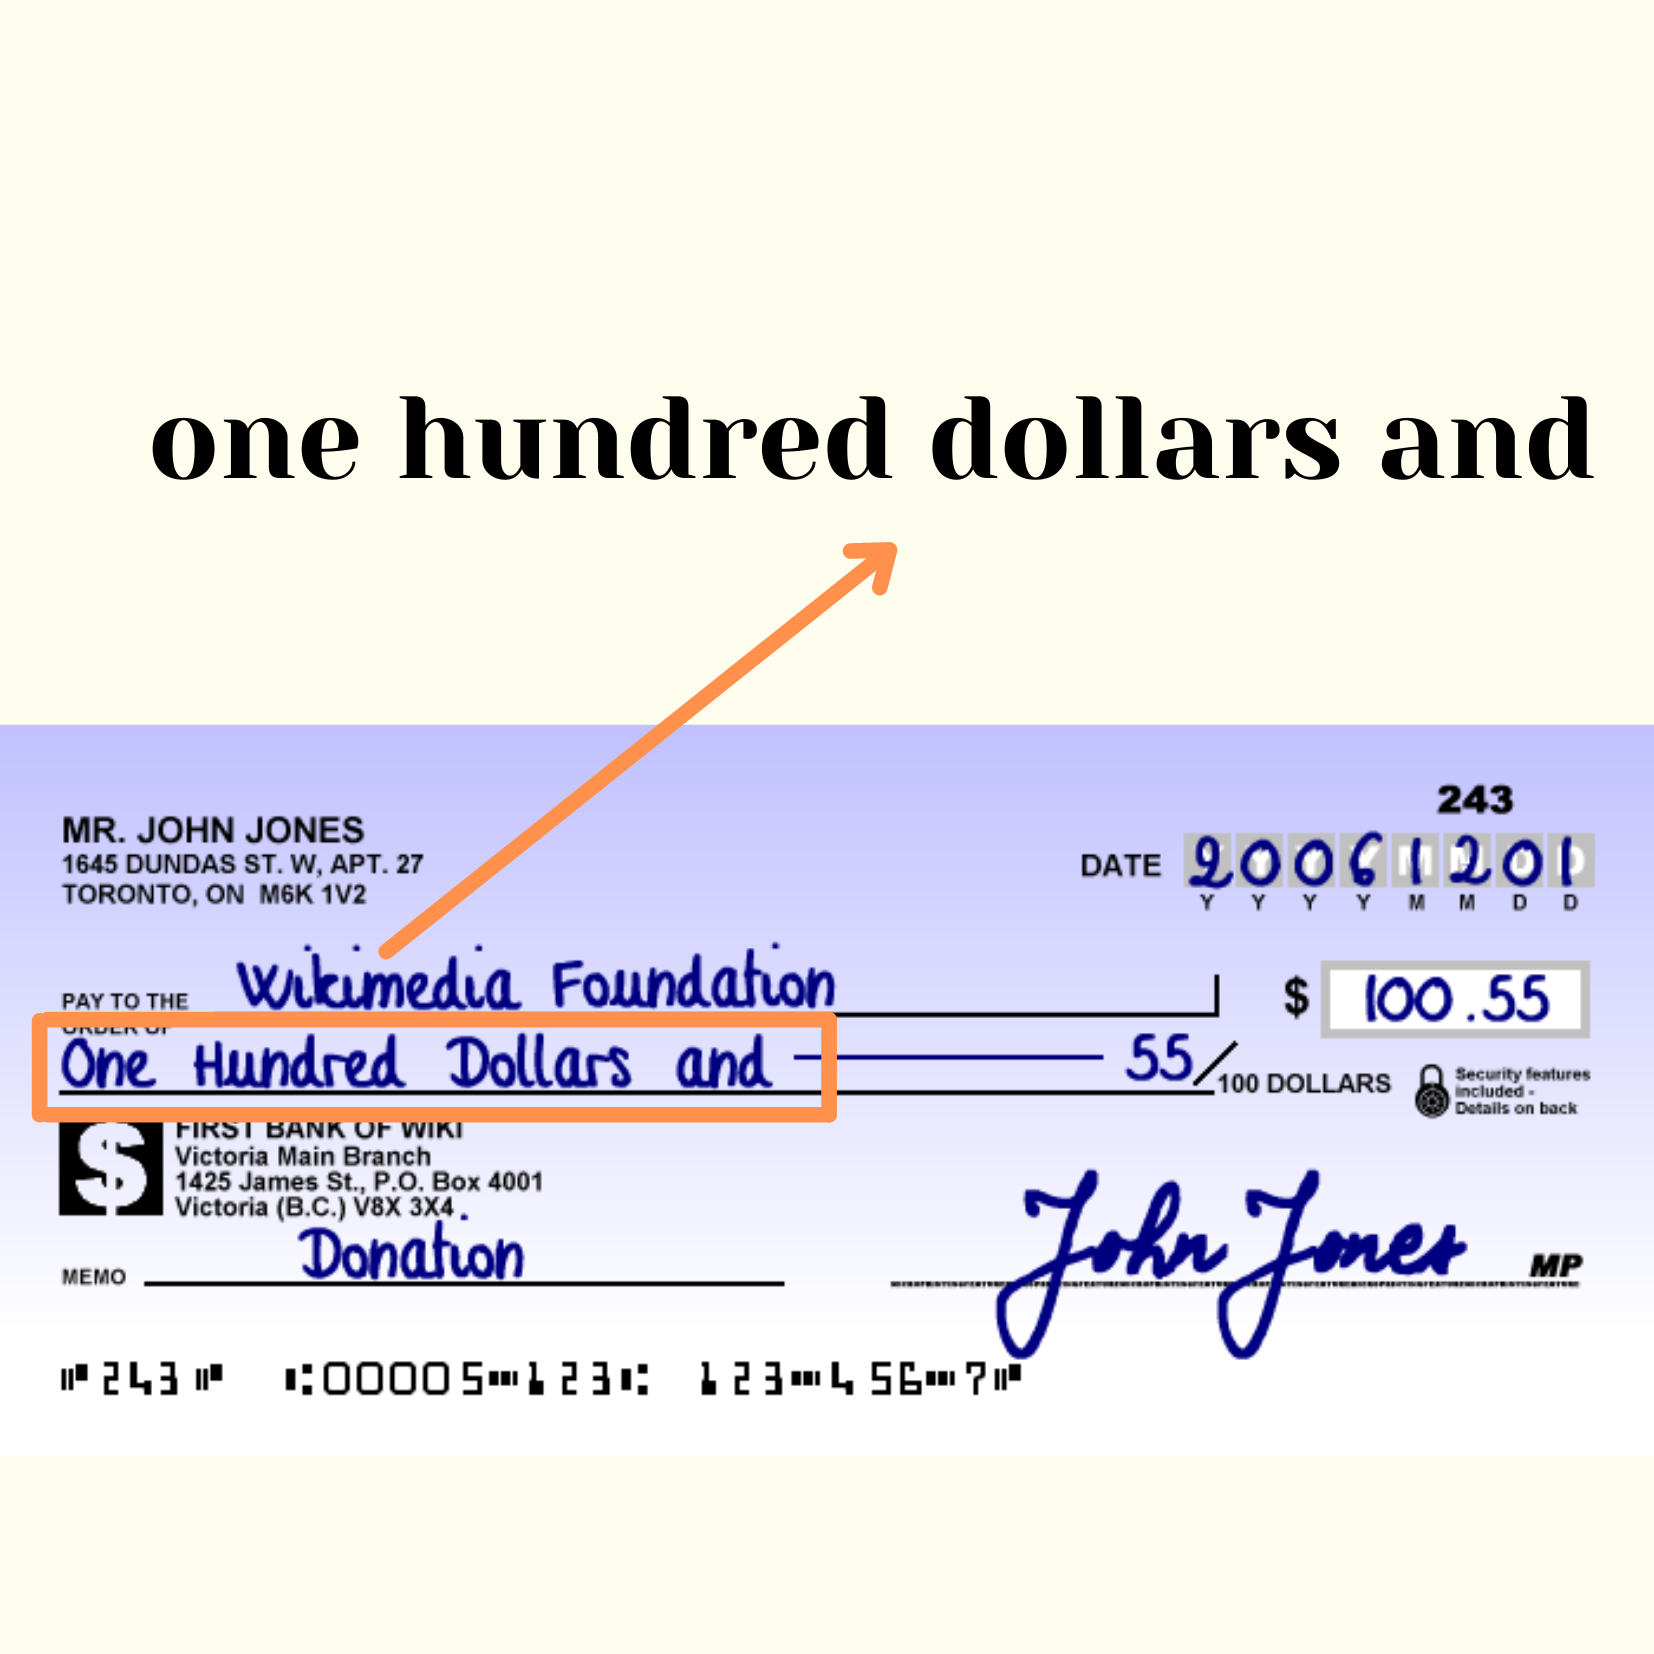 one hundred dollars and
243
MR. JOHN JONES
1645 DUNDAS ST. W, APT. 27
TORONTO, ON M6K 1V2
DATE 20061201
Y Y Y Y M M D D
PAY TO THE
ORDER OF
Wikimedia Foundation
$ 100.55
One Hundred Dollars and 55/100 DOLLARS
Security features
included -
Details on back
FIRST BANK OF WIKI
Victoria Main Branch
1425 James St., P.O. Box 4001
Victoria (B.C.) V8X 3X4
MEMO Donation
John Jones MP
⑈243⑈ ⑆00005⑉123⑆ 123⑉456⑉7⑈